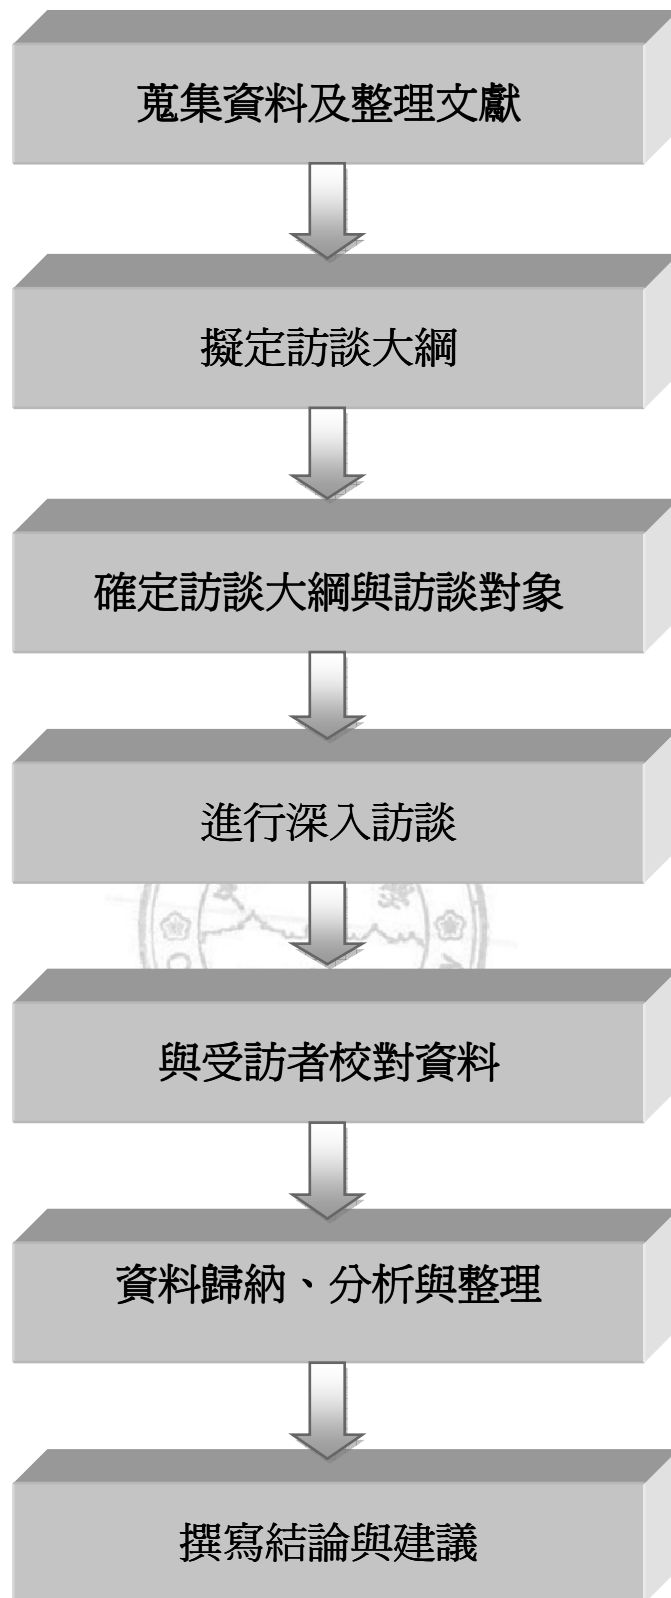 蒐集資料及整理文獻
擬定訪談大綱
確定訪談大綱與訪談對象
進行深入訪談
與受訪者校對資料
資料歸納、分析與整理
撰寫結論與建議